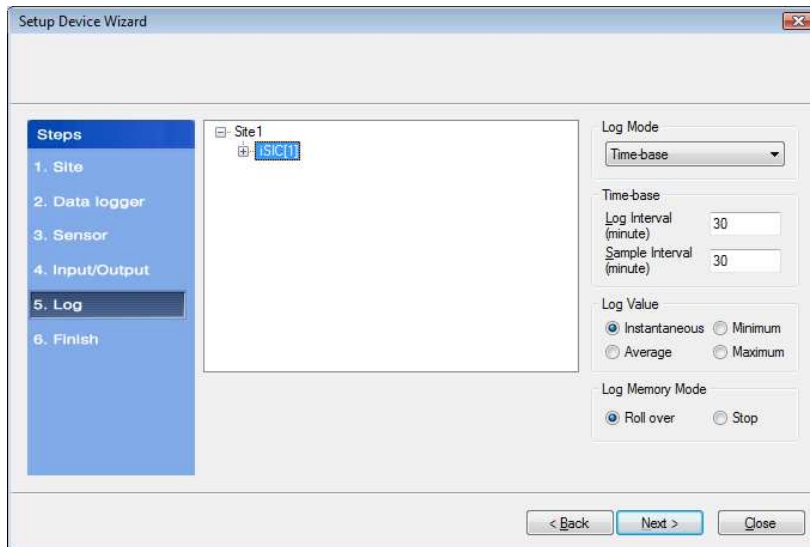 Setup Device Wizard
Steps
1. Site
2. Data logger
3. Sensor
4. Input/Output
5. Log
6. Finish
Site1
iSIC[1]
Log Mode
Time-base
Time-base
Log Interval
(minute)
30
Sample Interval
(minute)
30
Log Value
Instantaneous Minimum
Average Maximum
Log Memory Mode
Roll over Stop
< Back Next > Close